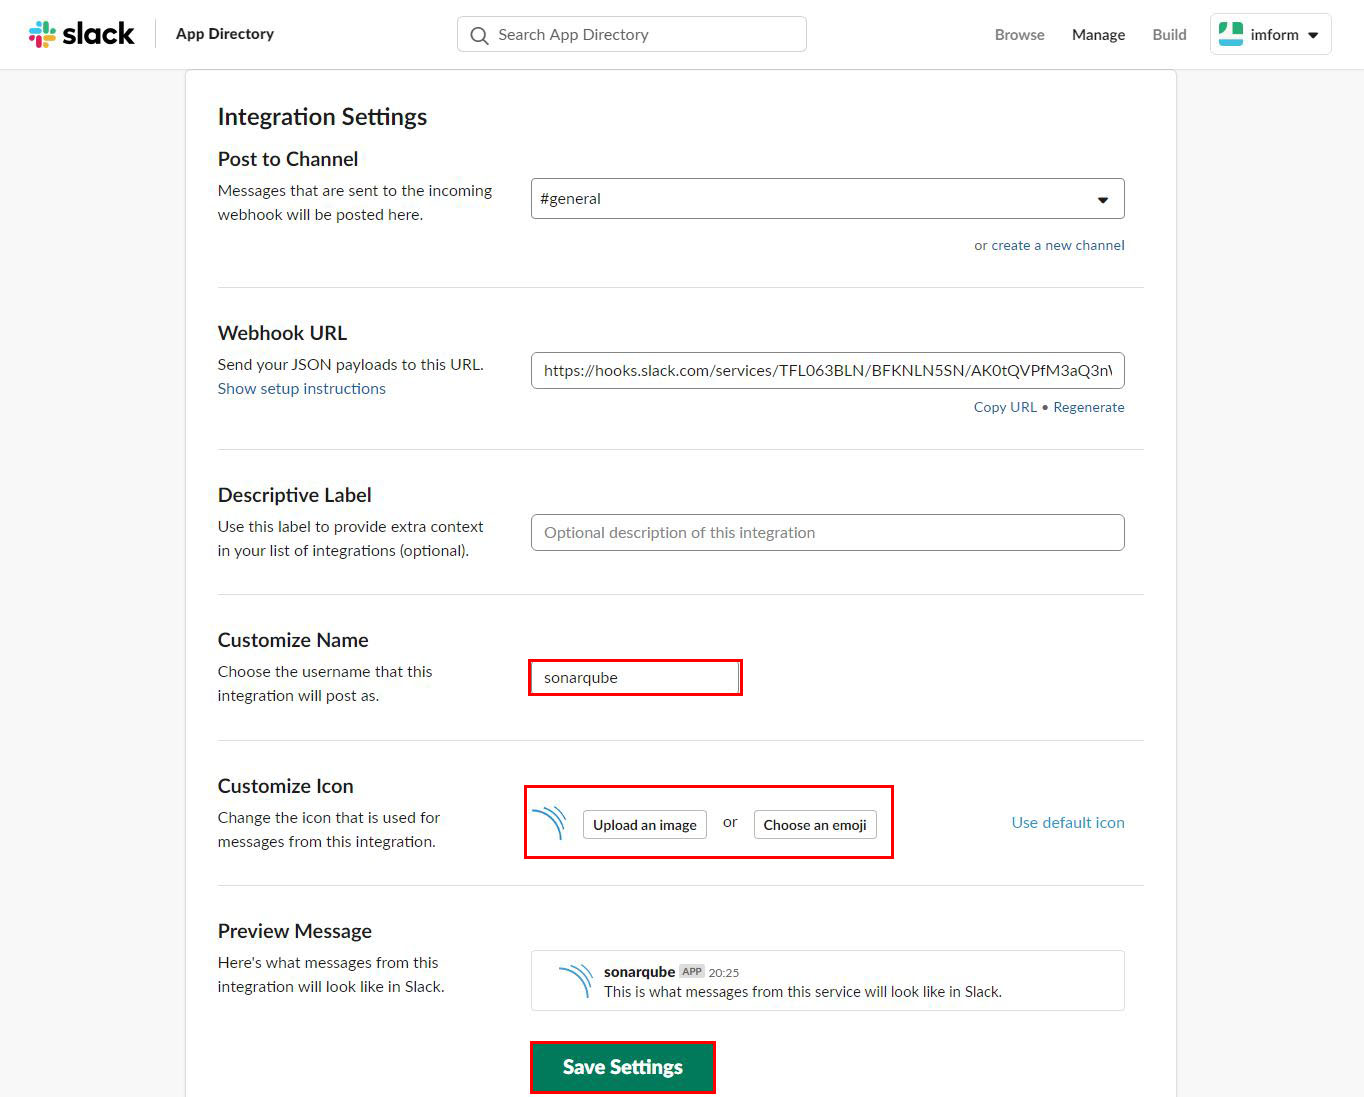 slack App Directory Search App Directory Browse Manage Build imform
Integration Settings
Post to Channel
Messages that are sent to the incoming
webhook will be posted here.
#general
or create a new channel
Webhook URL
Send your JSON payloads to this URL.
Show setup instructions
https://hooks.slack.com/services/TFL063BLN/BFKNLN5SN/AK0tQVPfM3aQ3n
Copy URL • Regenerate
Descriptive Label
Use this label to provide extra context
in your list of integrations (optional).
Optional description of this integration
Customize Name
Choose the username that this
integration will post as.
sonarqube
Customize Icon
Change the icon that is used for
messages from this integration.
Upload an image or Choose an emoji
Use default icon
Preview Message
Here's what messages from this
integration will look like in Slack.
sonarqube APP 20:25
This is what messages from this service will look like in Slack.
Save Settings